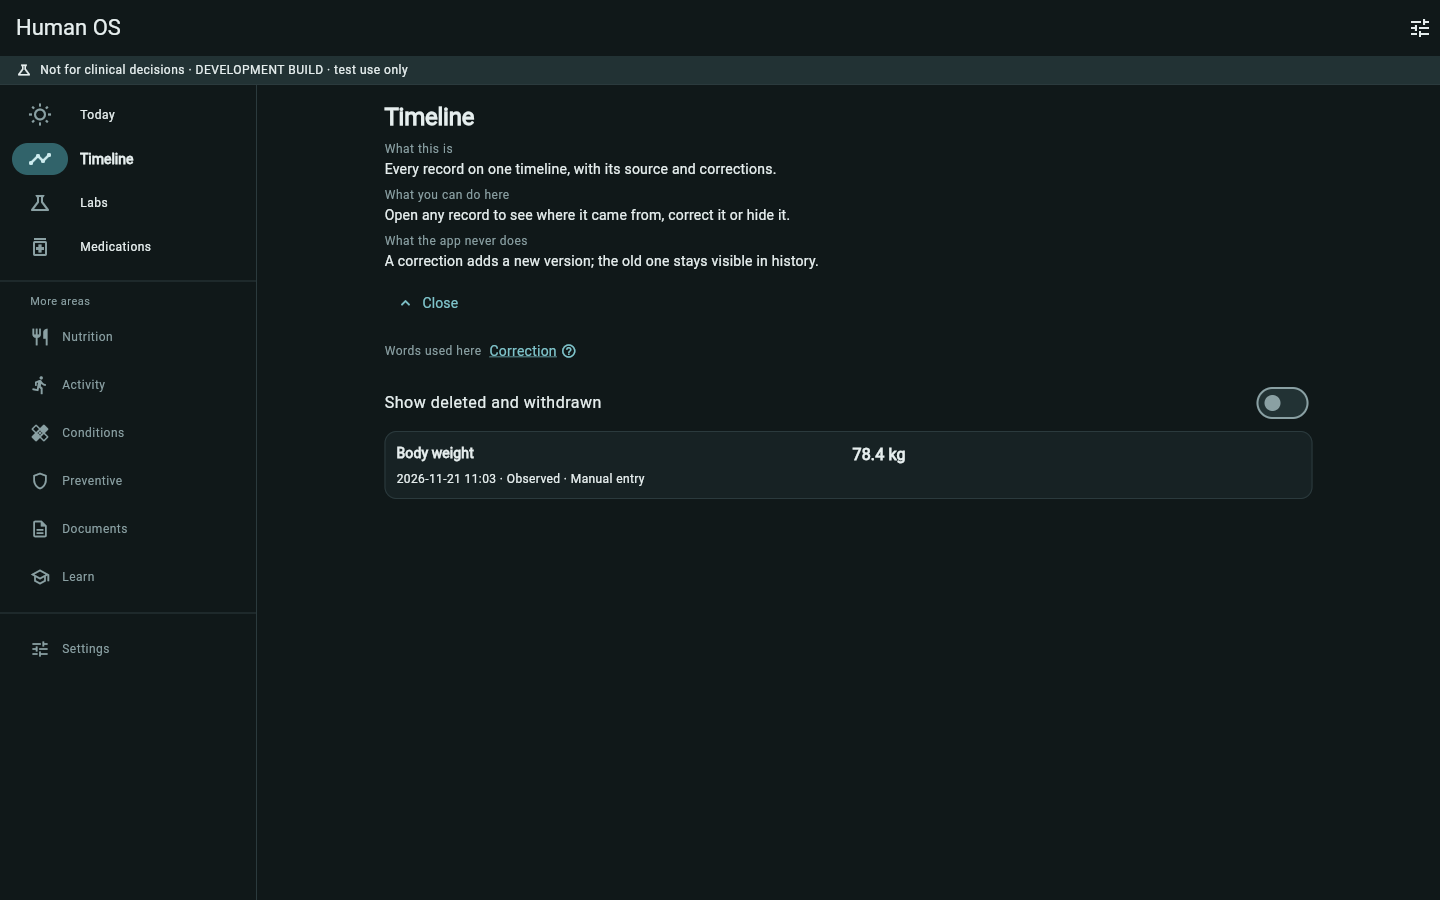 Human OS
Not for clinical decisions · DEVELOPMENT BUILD · test use only
Today
Timeline
Labs
Medications
More areas
Nutrition
Activity
Conditions
Preventive
Documents
Learn
Settings
Timeline
What this is
Every record on one timeline, with its source and corrections.
What you can do here
Open any record to see where it came from, correct it or hide it.
What the app never does
A correction adds a new version; the old one stays visible in history.
Close
Words used here Correction
Show deleted and withdrawn
Body weight 78.4 kg
2026-11-21 11:03 · Observed · Manual entry